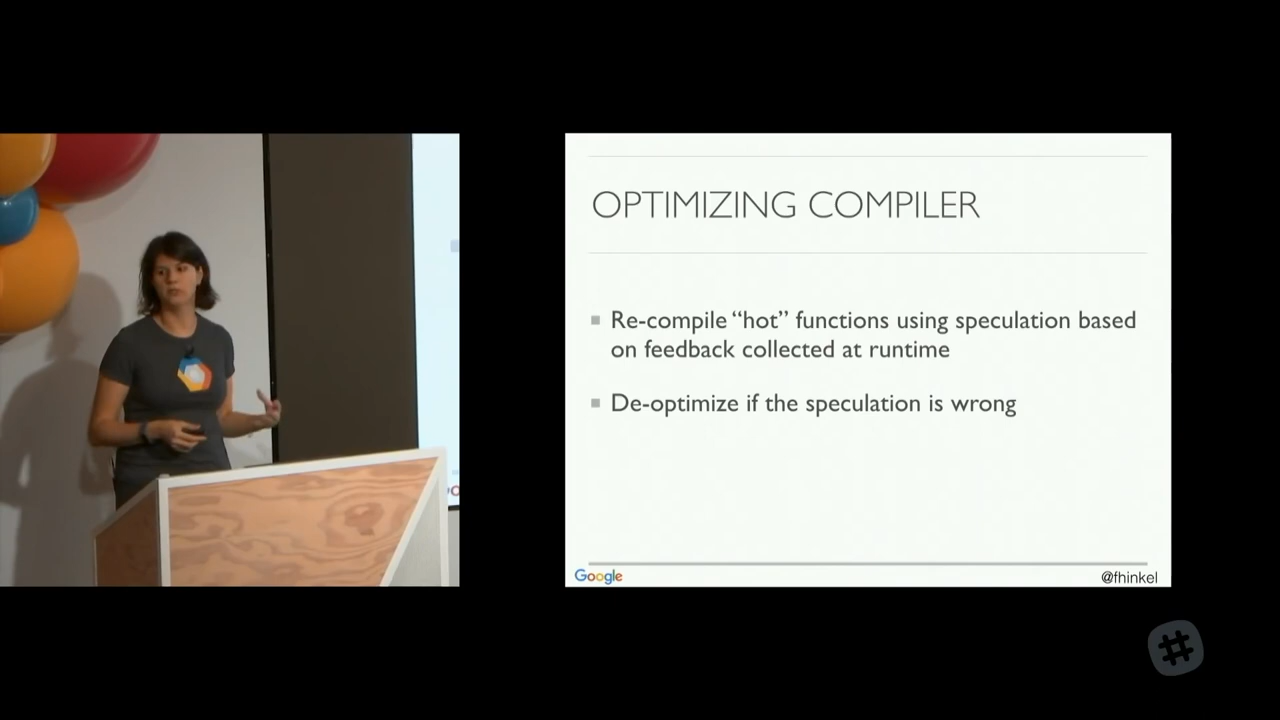 OPTIMIZING COMPILER
Re-compile “hot” functions using speculation based
on feedback collected at runtime
De-optimize if the speculation is wrong
Google
@fhinkel